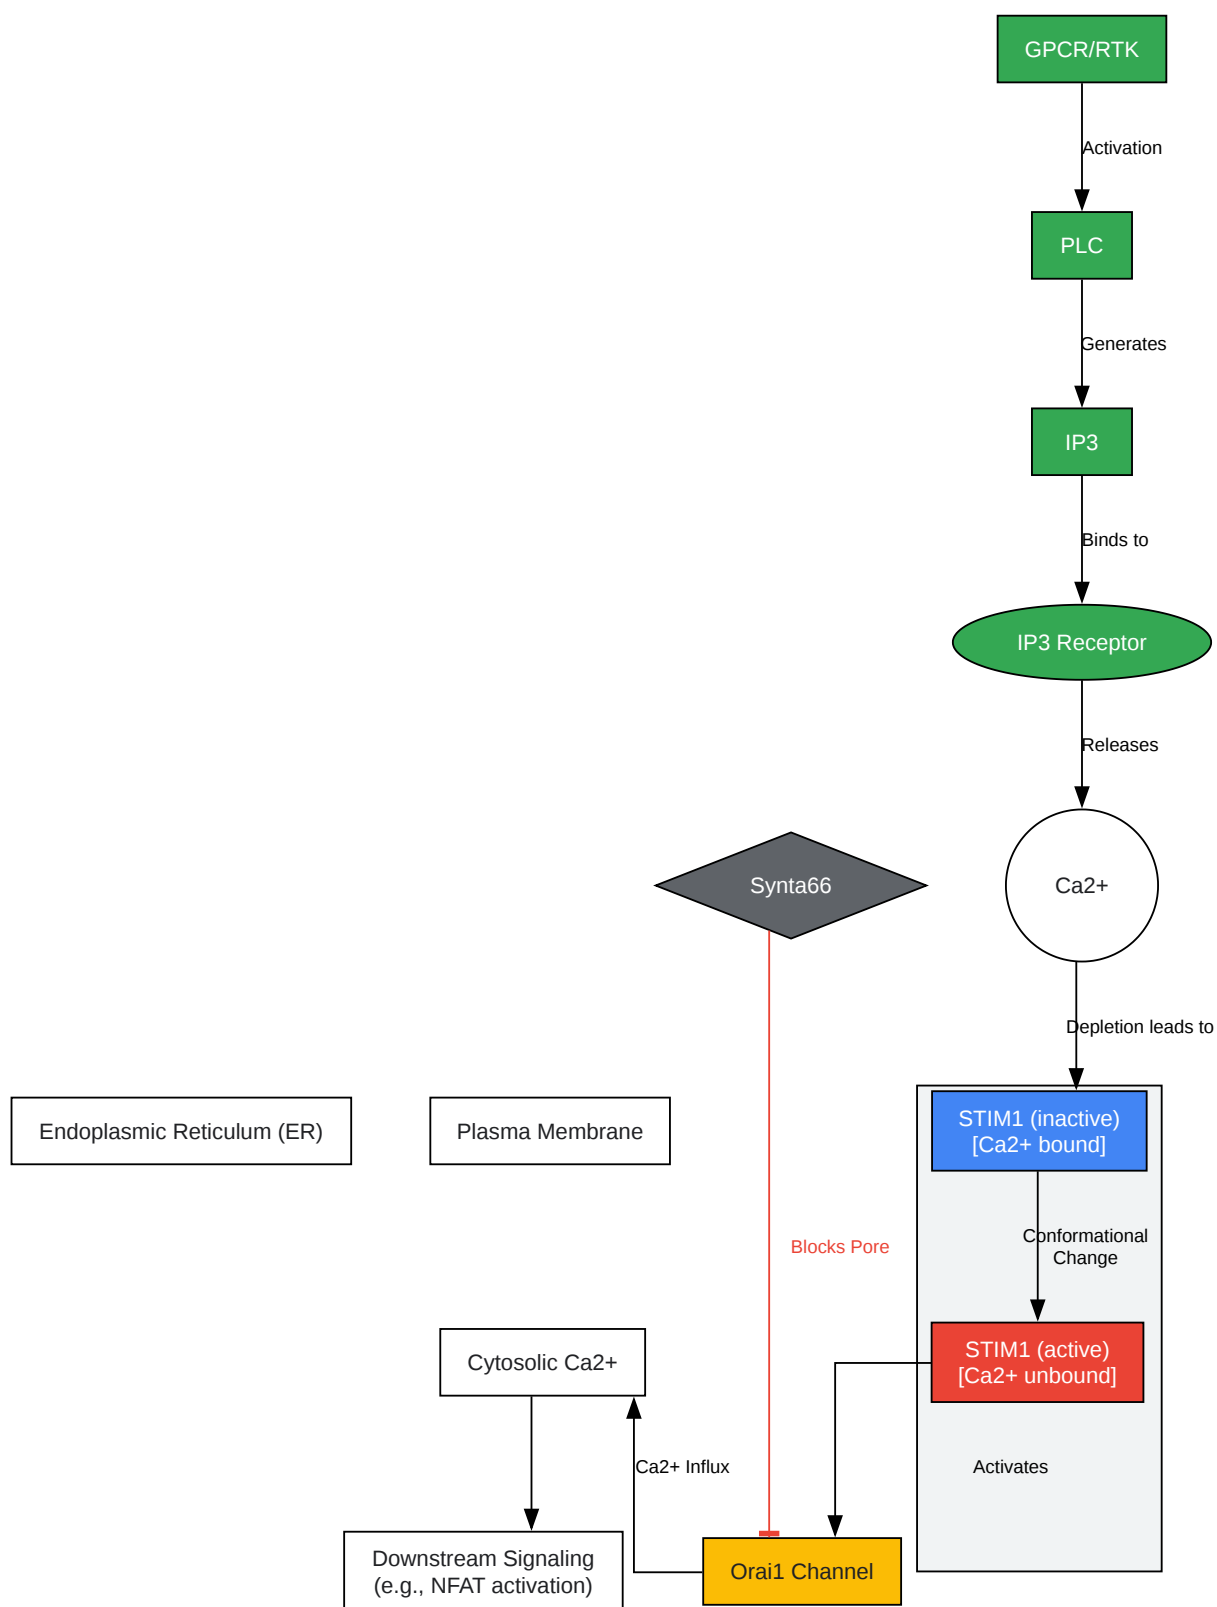 GPCR/RTK
Activation
PLC
Generates
IP3
Binds to
IP3 Receptor
Releases
Synta66
Ca2+
Depletion leads to
Endoplasmic Reticulum (ER)
Plasma Membrane
STIM1 (inactive)
[Ca2+ bound]
Blocks Pore
Conformational
Change
Cytosolic Ca2+
STIM1 (active)
[Ca2+ unbound]
Ca2+ Influx
Activates
Downstream Signaling
(e.g., NFAT activation)
Orai1 Channel